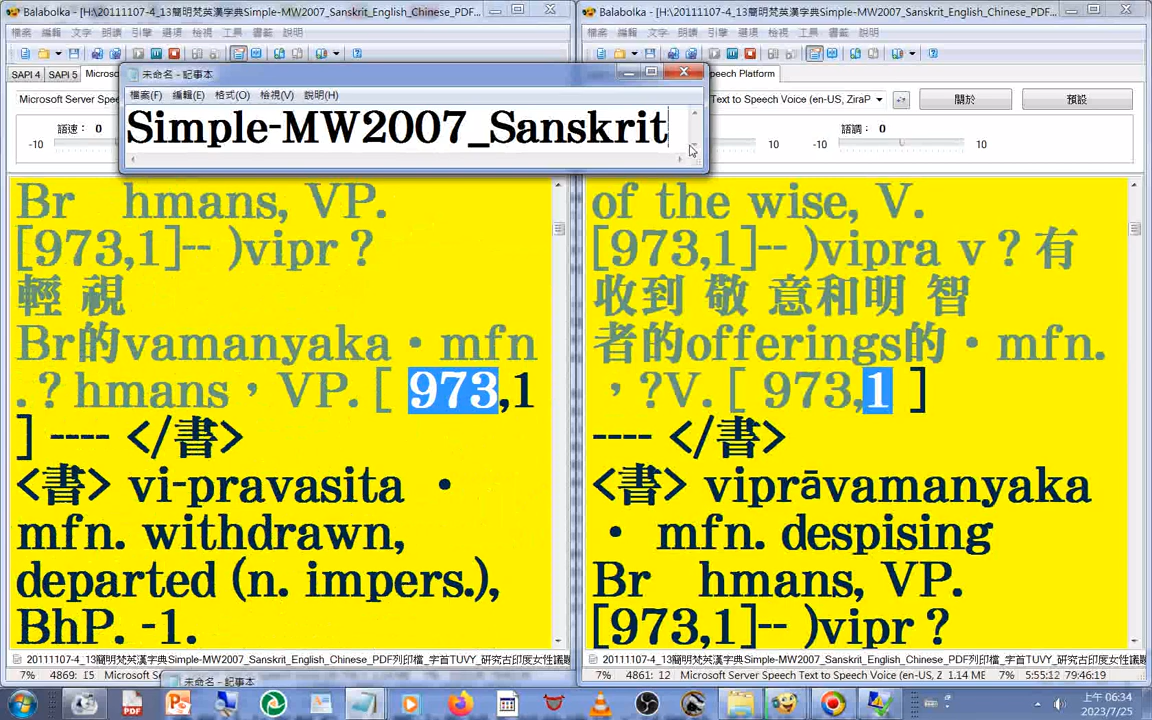 Balabolka - [H:\20111107-4_13簡明梵英漢字典Simple-MW2007_Sanskrit_English_Chinese_PDF...
檔案 編輯 文字 朗讀 引擎 選項 檢視 工具 書籤 說明
SAPI 4 SAPI 5 Microso
Microsoft Server Spe
語速： 0
-10
Br hmans, VP.
[973,1]-- )vipr ?
輕 視
Br的vamanyaka·mfn
.？hmans，VP. [ 973,1
] ---- </書>
<書> vi-pravasita ·
mfn. withdrawn,
departed (n. impers.),
BhP. -1.
20111107-4_13簡明梵英漢字典Simple-MW2007_Sanskrit_English_Chinese_PDF列印檔_字首TUVY_研究古印度女性議題
7% 4869: 15 Microsoft Server Speech Text
未命名 - 記事本
檔案(F) 編輯(E) 格式(O) 檢視(V) 說明(H)
Simple-MW2007_Sanskrit
Balabolka - [H:\20111107-4_13簡明梵英漢字典Simple-MW2007_Sanskrit_English_Chinese_PDF...
檔案 編輯 文字 朗讀 引擎 選項 檢視 工具 書籤 說明
peech Platform
Text to Speech Voice (en-US, ZiraP
關於
預設
10
語調： 0
-10
10
of the wise, V.
[973,1]-- )vipra v ? 有
收到 敬 意和明 智
者的offerings的·mfn.
，?V. [ 973,1 ]
---- </書>
<書> viprāvamanyaka
· mfn. despising
Br hmans, VP.
[973,1]-- )vipr ?
20111107-4_13簡明梵英漢字典Simple-MW2007_Sanskrit_English_Chinese_PDF列印檔_字首TUVY_研究古印度女性議題
7% 4861: 12 Microsoft Server Speech Text to Speech Voice (en-US, Z 1.14 ME 7% 5:55:12 79:46:19
未命名 - 記事本
上午 06:34
2023/7/25